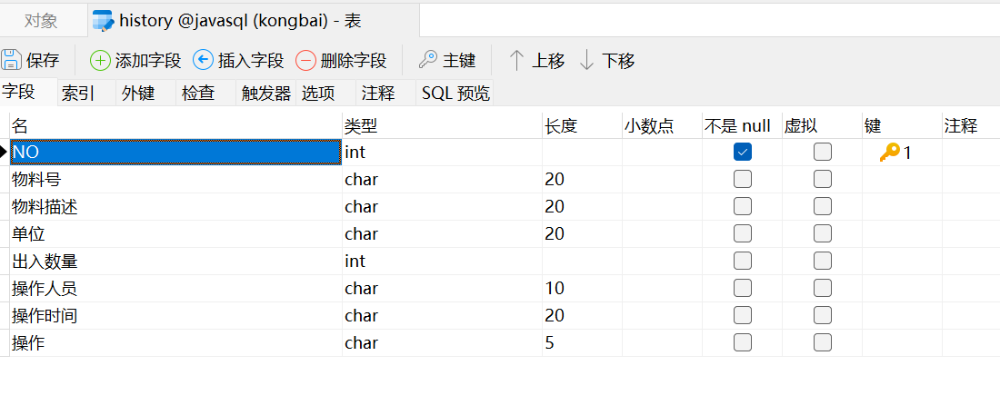 对象 history @javasql (kongbai) - 表
保存 添加字段 插入字段 删除字段 主键 上移 下移
字段 索引 外键 检查 触发器 选项 注释 SQL 预览
名 类型 长度 小数点 不是 null 虚拟 键 注释
NO int 1
物料号 char 20
物料描述 char 20
单位 char 20
出入数量 int
操作人员 char 10
操作时间 char 20
操作 char 5